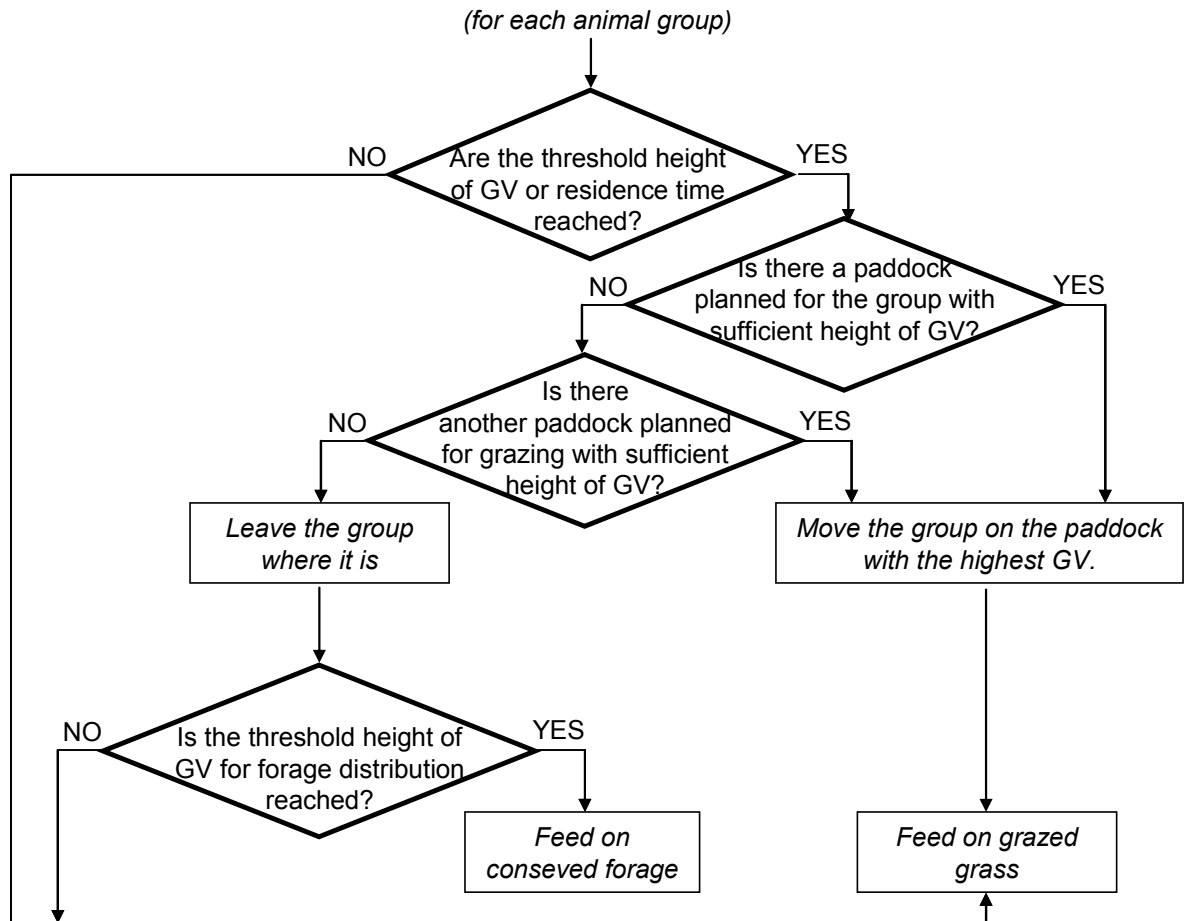 (for each animal group)
NO
YES
Are the threshold height
of GV or residence time
reached?
NO
YES
Is there a paddock
planned for the group with
sufficient height of GV?
NO
YES
Is there
another paddock planned
for grazing with sufficient
height of GV?
Leave the group
where it is
Move the group on the paddock
with the highest GV.
NO
YES
Is the threshold height of
GV for forage distribution
reached?
Feed on
conseved forage
Feed on grazed
grass